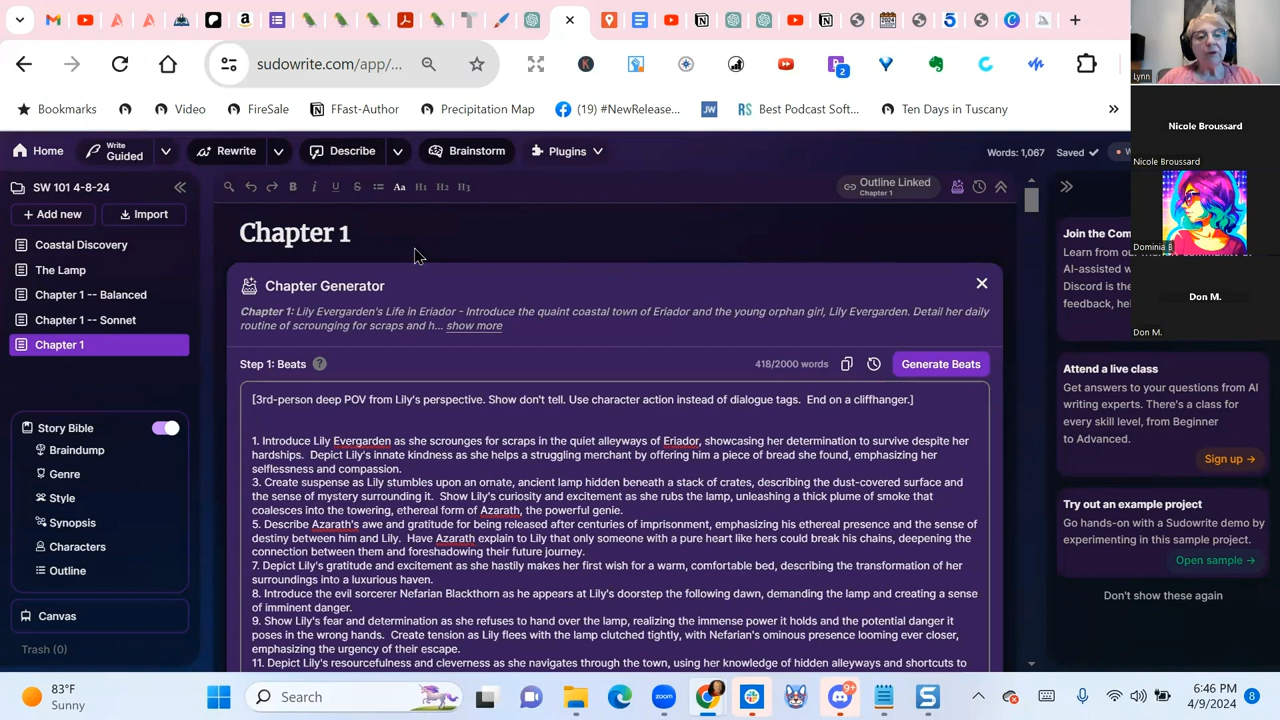 sudowrite.com/app/...
2
Bookmarks
Video
FireSale
FFast-Author
Precipitation Map
(19) #NewRelease...
JW
RS Best Podcast Soft...
Ten Days in Tuscany
»
Lynn
Nicole Broussard
Nicole Broussard
Dominia B
Don M.
Don M.
Home
Write
Guided
Rewrite
Describe
Brainstorm
Plugins
Words: 1,067
Saved
SW 101 4-8-24
+ Add new
Import
Coastal Discovery
The Lamp
Chapter 1 -- Balanced
Chapter 1 -- Sonnet
Chapter 1
Story Bible
Braindump
Genre
Style
Synopsis
Characters
Outline
Canvas
Trash (0)
B I U S Aa H1 H2 H3
Outline Linked
Chapter 1
Chapter 1
Chapter Generator
Chapter 1: Lily Evergarden's Life in Eriador - Introduce the quaint coastal town of Eriador and the young orphan girl, Lily Evergarden. Detail her daily
routine of scrounging for scraps and h... show more
Step 1: Beats ?
418/2000 words
Generate Beats
[3rd-person deep POV from Lily's perspective. Show don't tell. Use character action instead of dialogue tags.  End on a cliffhanger.]
1. Introduce Lily Evergarden as she scrounges for scraps in the quiet alleyways of Eriador, showcasing her determination to survive despite her
hardships.  Depict Lily's innate kindness as she helps a struggling merchant by offering him a piece of bread she found, emphasizing her
selflessness and compassion.
3. Create suspense as Lily stumbles upon an ornate, ancient lamp hidden beneath a stack of crates, describing the dust-covered surface and
the sense of mystery surrounding it.  Show Lily's curiosity and excitement as she rubs the lamp, unleashing a thick plume of smoke that
coalesces into the towering, ethereal form of Azarath, the powerful genie.
5. Describe Azarath's awe and gratitude for being released after centuries of imprisonment, emphasizing his ethereal presence and the sense of
destiny between him and Lily.  Have Azarath explain to Lily that only someone with a pure heart like hers could break his chains, deepening the
connection between them and foreshadowing their future journey.
7. Depict Lily's gratitude and excitement as she hastily makes her first wish for a warm, comfortable bed, describing the transformation of her
surroundings into a luxurious haven.
8. Introduce the evil sorcerer Nefarian Blackthorn as he appears at Lily's doorstep the following dawn, demanding the lamp and creating a sense
of imminent danger.
9. Show Lily's fear and determination as she refuses to hand over the lamp, realizing the immense power it holds and the potential danger it
poses in the wrong hands.  Create tension as Lily flees with the lamp clutched tightly, with Nefarian's ominous presence looming ever closer,
emphasizing the urgency of their escape.
11. Depict Lily's resourcefulness and cleverness as she navigates through the town, using her knowledge of hidden alleyways and shortcuts to
Join the Com
Learn from our
AI-assisted w
Discord is the
feedback, hel
Attend a live class
Get answers to your questions from AI
writing experts. There's a class for
every skill level, from Beginner
to Advanced.
Sign up →
Try out an example project
Go hands-on with a Sudowrite demo by
experimenting in this sample project.
Open sample →
Don't show these again
83°F
Sunny
Search
zoom
9+
6:46 PM
4/9/2024
8